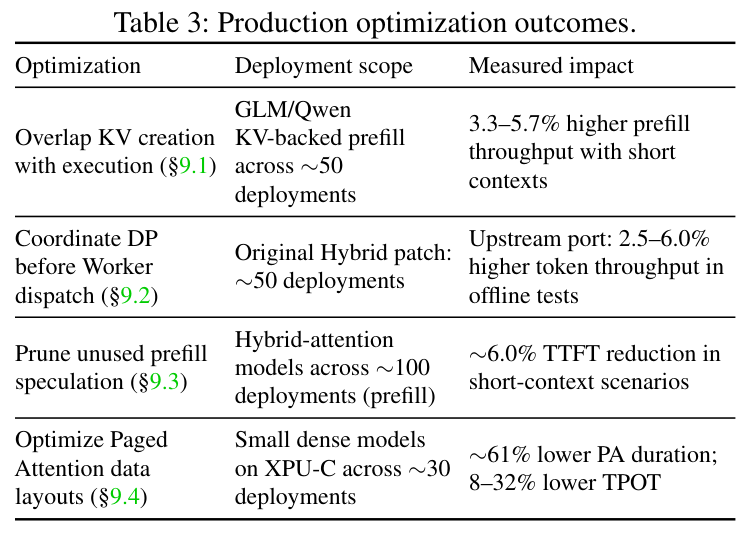 Table 3: Production optimization outcomes.
Optimization Deployment scope Measured impact
Overlap KV creation
with execution (§9.1)
GLM/Qwen
KV-backed prefill
across ∼50
deployments
3.3–5.7% higher prefill
throughput with short
contexts
Coordinate DP
before Worker
dispatch (§9.2)
Original Hybrid patch:
∼50 deployments
Upstream port: 2.5–6.0%
higher token throughput in
offline tests
Prune unused prefill
speculation (§9.3)
Hybrid-attention
models across ∼100
deployments (prefill)
∼6.0% TTFT reduction in
short-context scenarios
Optimize Paged
Attention data
layouts (§9.4)
Small dense models
on XPU-C across ∼30
deployments
∼61% lower PA duration;
8–32% lower TPOT